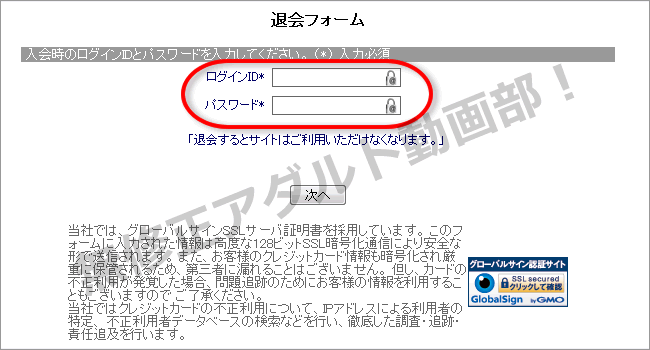 退会フォーム
入会時のログインIDとパスワードを入力してください。(*) 入力必須
ログインID*
パスワード*
「退会するとサイトはご利用いただけなくなります。」
次へ
当社では、グローバルサインSSLサーバ証明書を採用しています。このフ
ォームに入力された情報は高度な128ビットSSL暗号化通信により安全な
形で送信されます。また、お客様のクレジットカード情報も暗号化され厳
重に保管されるため、第三者に漏れることはございません。但し、カードの
不正利用が発覚した場合、問題追跡のためにお客様の情報を利用するこ
ともございますので ご了承ください。
当社ではクレジットカードの不正利用について、IPアドレスによる利用者の
特定、 不正利用者データベースの検索などを行い、徹底した調査・追跡・
責任追及を行います。
グローバルサイン認証サイト
SSL secured
クリックして確認
GlobalSign by GMO
修正アダルト動画部！